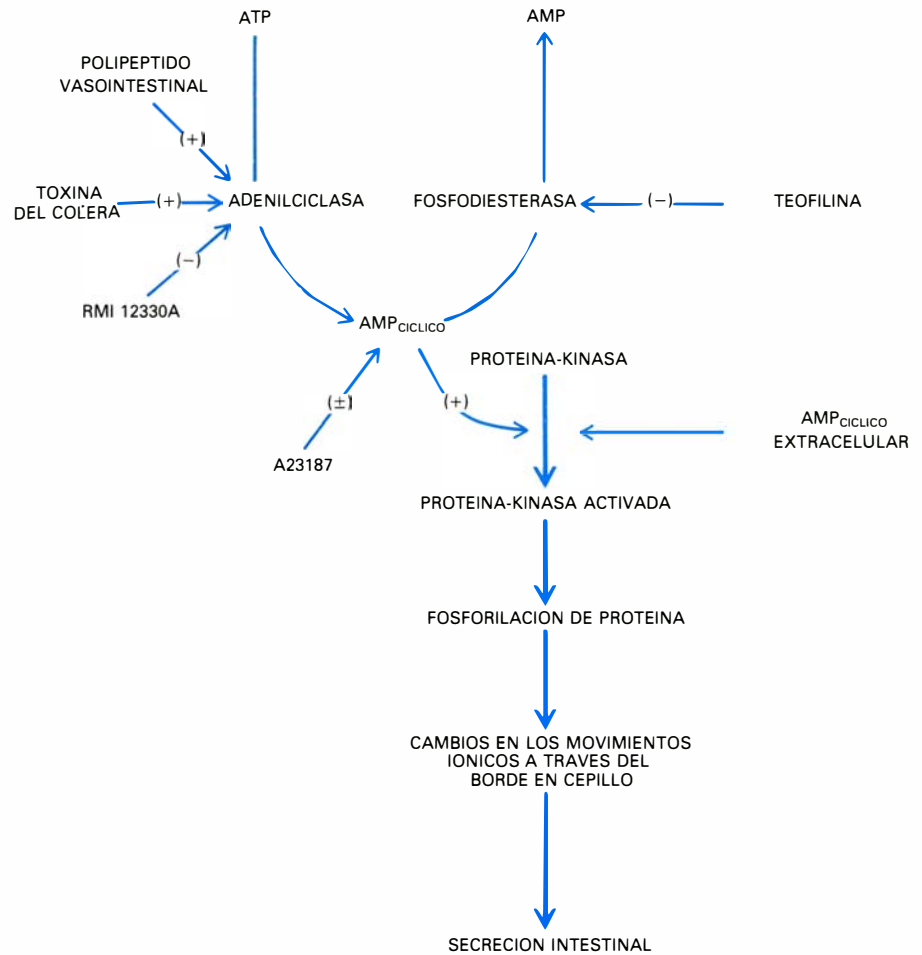 ATP
AMP
POLIPEPTIDO
VASOINTESTINAL
(+)
TOXINA
DEL COLERA
(+)
ADENILCICLASA
FOSFODIESTERASA
(−)
TEOFILINA
(−)
RMI 12330A
AMPCICLICO
PROTEINA-KINASA
(±)
(+)
AMPCICLICO
EXTRACELULAR
A23187
PROTEINA-KINASA ACTIVADA
FOSFORILACION DE PROTEINA
CAMBIOS EN LOS MOVIMIENTOS
IONICOS A TRAVES DEL
BORDE EN CEPILLO
SECRECION INTESTINAL